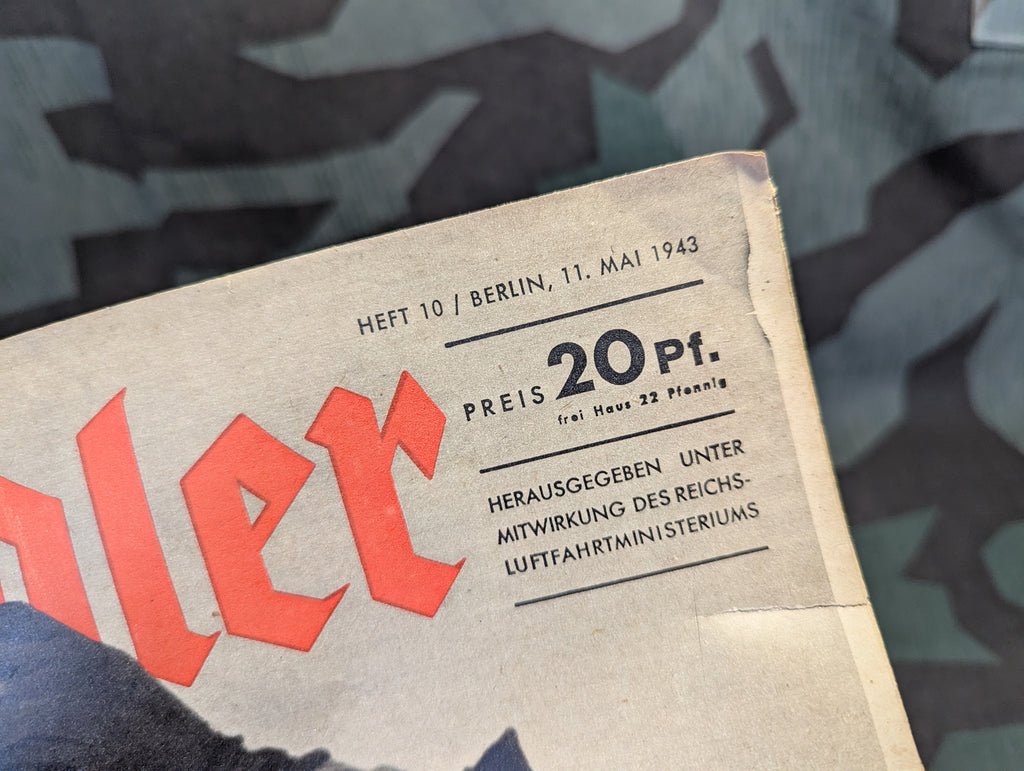 HEFT 10 / BERLIN, 11. MAI 1943
PREIS 20 Pf.
frei Haus 22 Pfennig
dler
HERAUSGEGEBEN UNTER
MITWIRKUNG DES REICHS-
LUFTFAHRTMINISTERIUMS